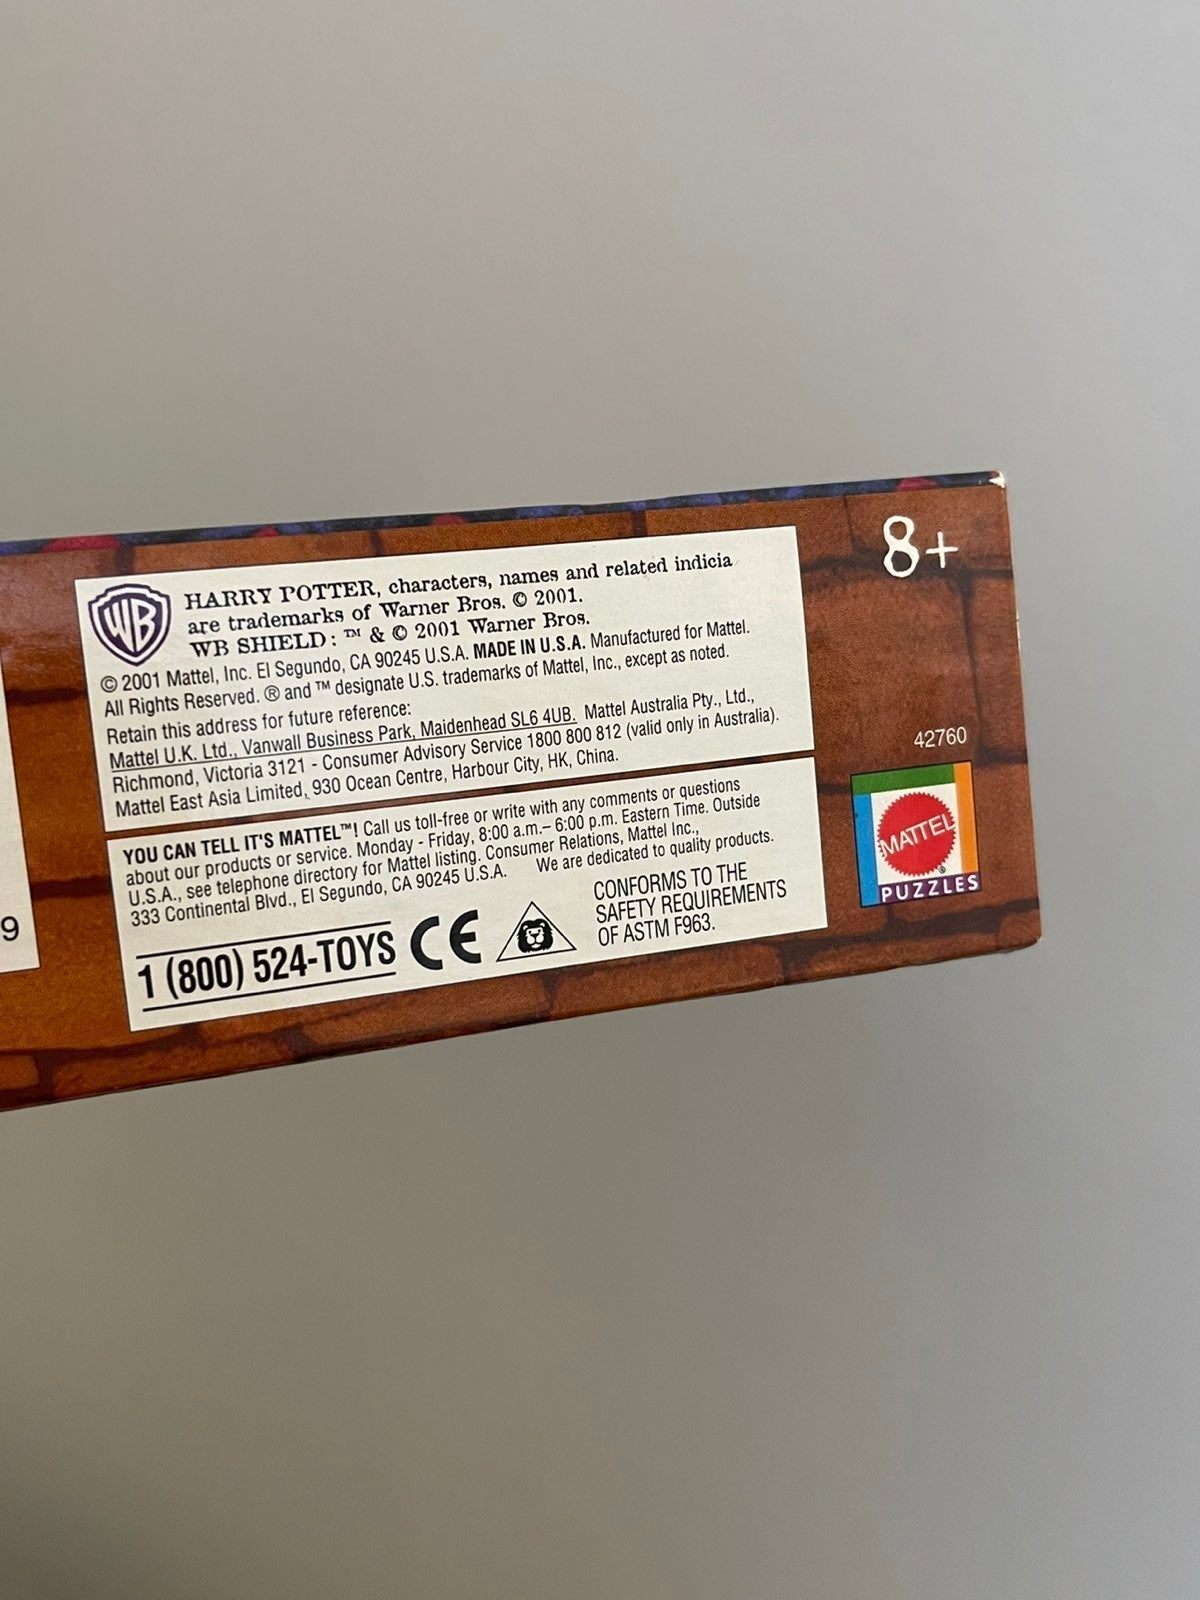 WB
HARRY POTTER, characters, names and related indicia
are trademarks of Warner Bros. © 2001.
WB SHIELD: ™ & © 2001 Warner Bros.
© 2001 Mattel, Inc. El Segundo, CA 90245 U.S.A. MADE IN U.S.A. Manufactured for Mattel.
All Rights Reserved. ® and ™ designate U.S. trademarks of Mattel, Inc., except as noted.
Retain this address for future reference:
Mattel U.K. Ltd., Vanwall Business Park, Maidenhead SL6 4UB. Mattel Australia Pty., Ltd.,
Richmond, Victoria 3121 - Consumer Advisory Service 1800 800 812 (valid only in Australia).
Mattel East Asia Limited, 930 Ocean Centre, Harbour City, HK, China.
YOU CAN TELL IT'S MATTEL™! Call us toll-free or write with any comments or questions
about our products or service. Monday - Friday, 8:00 a.m.– 6:00 p.m. Eastern Time. Outside
U.S.A., see telephone directory for Mattel listing. Consumer Relations, Mattel Inc.,
333 Continental Blvd., El Segundo, CA 90245 U.S.A. We are dedicated to quality products.
1 (800) 524-TOYS
CE
CONFORMS TO THE
SAFETY REQUIREMENTS
OF ASTM F963.
8+
42760
MATTEL®
PUZZLES
9